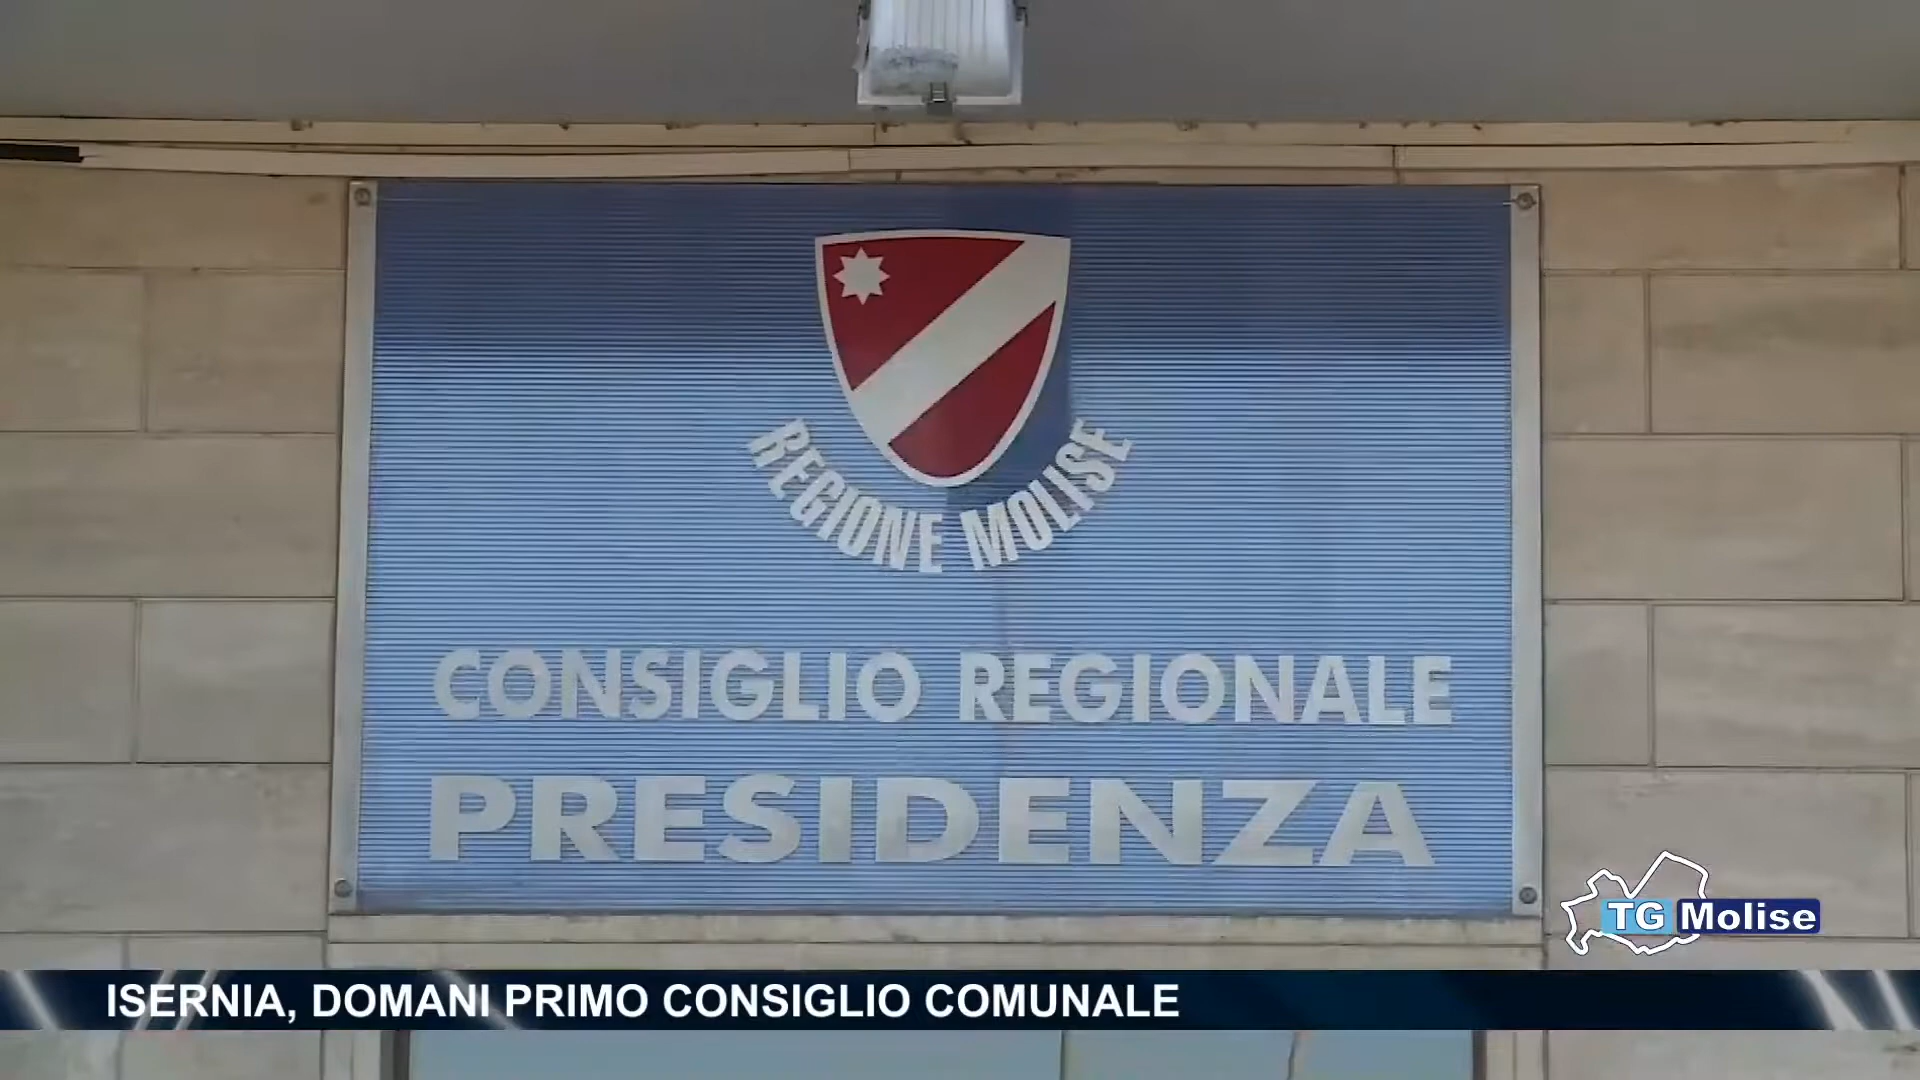 REGIONE MOLISE
CONSIGLIO REGIONALE
PRESIDENZA
TG Molise
ISERNIA, DOMANI PRIMO CONSIGLIO COMUNALE